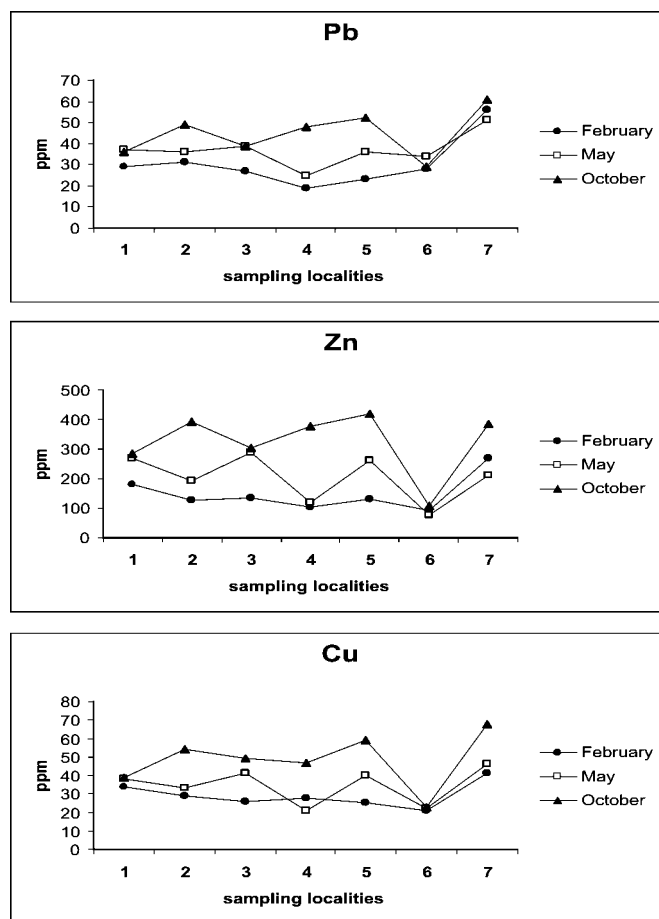 Pb
70
60
50
40
30
20
10
0
ppm
1 2 3 4 5 6 7
sampling localities
February
May
October
Zn
500
400
300
200
100
0
ppm
1 2 3 4 5 6 7
sampling localities
February
May
October
Cu
80
70
60
50
40
30
20
10
0
ppm
1 2 3 4 5 6 7
sampling localities
February
May
October